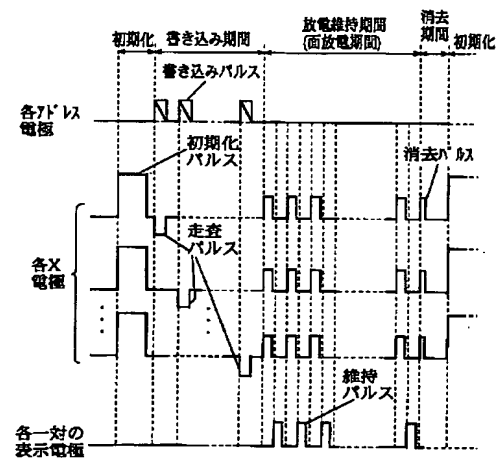 初期化
書き込み期間
放電維持期間
{面放電期間}
消去
期間
初期化
書き込みパルス
各アドレス
電極
初期化
パルス
消去パルス
走査
パルス
各X
電極
維持
パルス
各一対の
表示電極